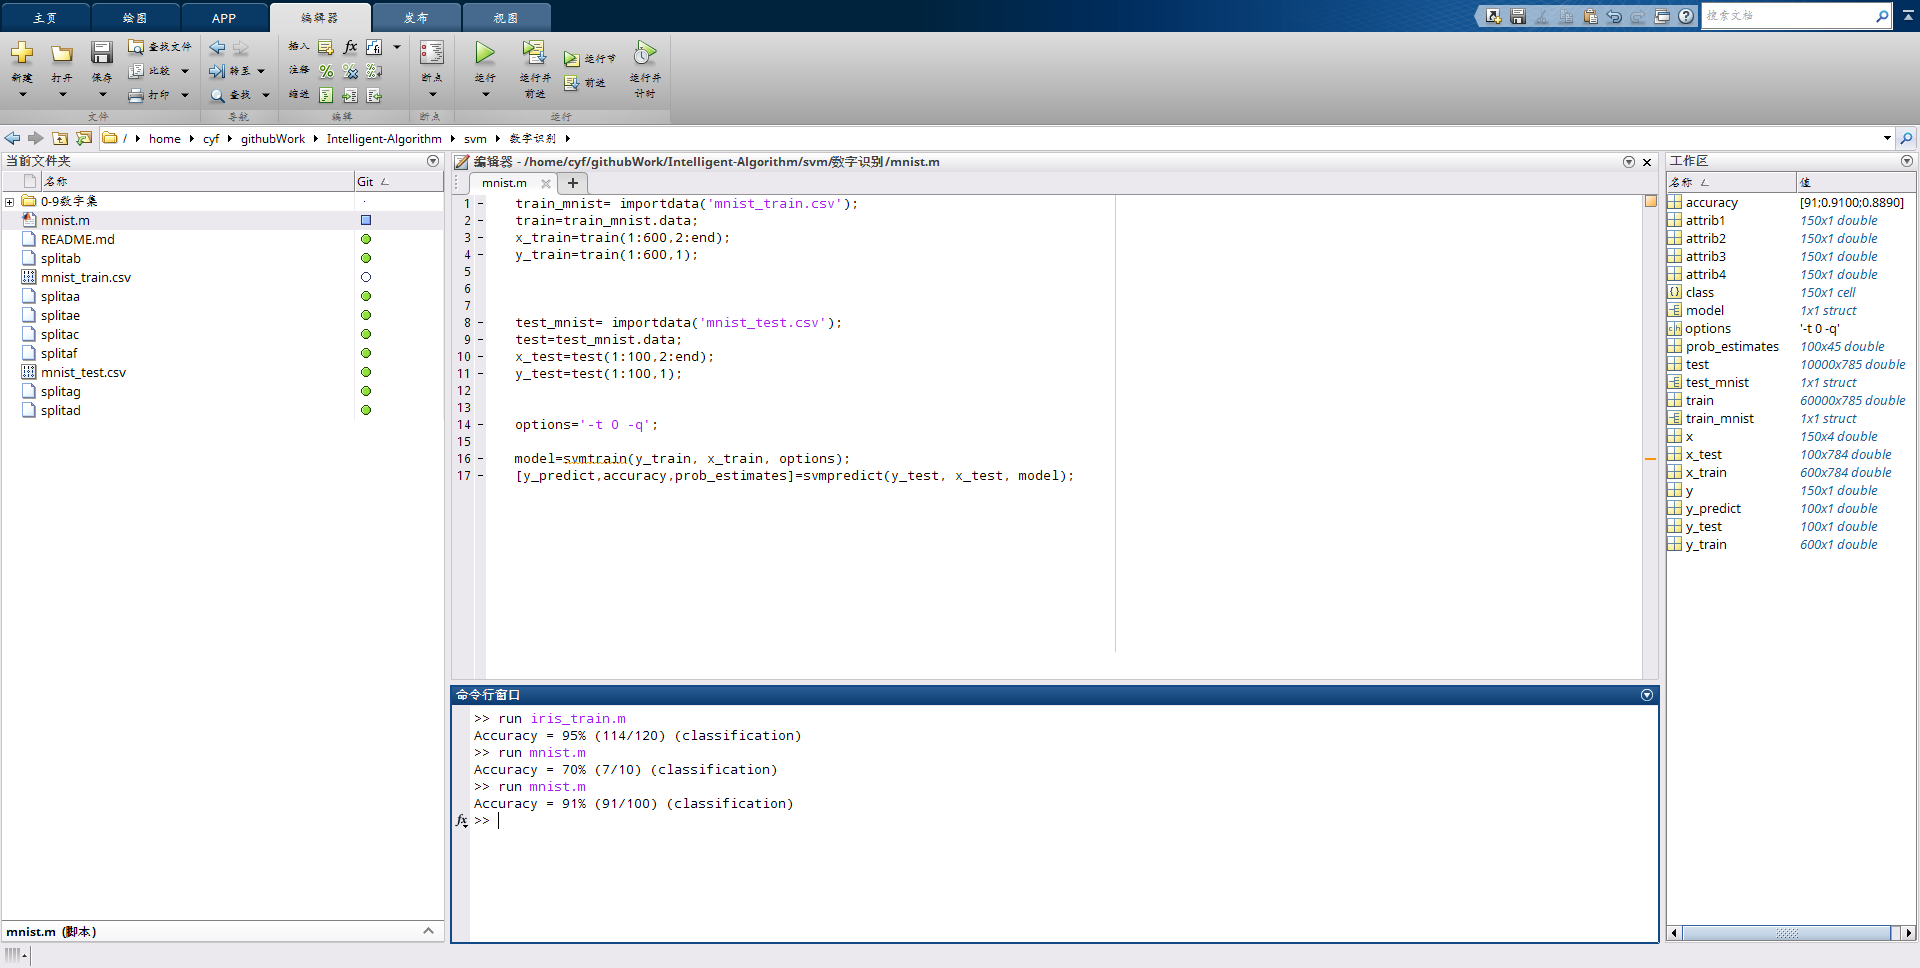 主页 绘图 APP 编辑器 发布 视图
搜索文档
新建 打开 保存 查找文件 比较 打印
转至 查找
插入 fx fi
注释
缩进
断点
运行 运行并前进 运行节 前进 运行并计时
文件 导航 编辑 断点 运行
/ home cyf githubWork Intelligent-Algorithm svm 数字识别
当前文件夹
名称 Git
0-9数字集
mnist.m
README.md
splitab
mnist_train.csv
splitaa
splitae
splitac
splitaf
mnist_test.csv
splitag
splitad
mnist.m (脚本)
编辑器 - /home/cyf/githubWork/Intelligent-Algorithm/svm/数字识别/mnist.m
mnist.m
1 train_mnist= importdata('mnist_train.csv');
2 train=train_mnist.data;
3 x_train=train(1:600,2:end);
4 y_train=train(1:600,1);
5
6
7
8 test_mnist= importdata('mnist_test.csv');
9 test=test_mnist.data;
10 x_test=test(1:100,2:end);
11 y_test=test(1:100,1);
12
13
14 options='-t 0 -q';
15
16 model=svmtrain(y_train, x_train, options);
17 [y_predict,accuracy,prob_estimates]=svmpredict(y_test, x_test, model);
命令行窗口
>> run iris_train.m
Accuracy = 95% (114/120) (classification)
>> run mnist.m
Accuracy = 70% (7/10) (classification)
>> run mnist.m
Accuracy = 91% (91/100) (classification)
fx >>
工作区
名称 值
accuracy [91;0.9100;0.8890]
attrib1 150x1 double
attrib2 150x1 double
attrib3 150x1 double
attrib4 150x1 double
class 150x1 cell
model 1x1 struct
options '-t 0 -q'
prob_estimates 100x45 double
test 10000x785 double
test_mnist 1x1 struct
train 60000x785 double
train_mnist 1x1 struct
x 150x4 double
x_test 100x784 double
x_train 600x784 double
y 150x1 double
y_predict 100x1 double
y_test 100x1 double
y_train 600x1 double